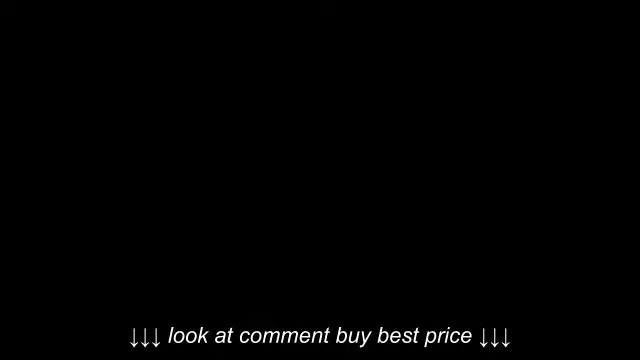 ↓↓↓ look at comment buy best price ↓↓↓